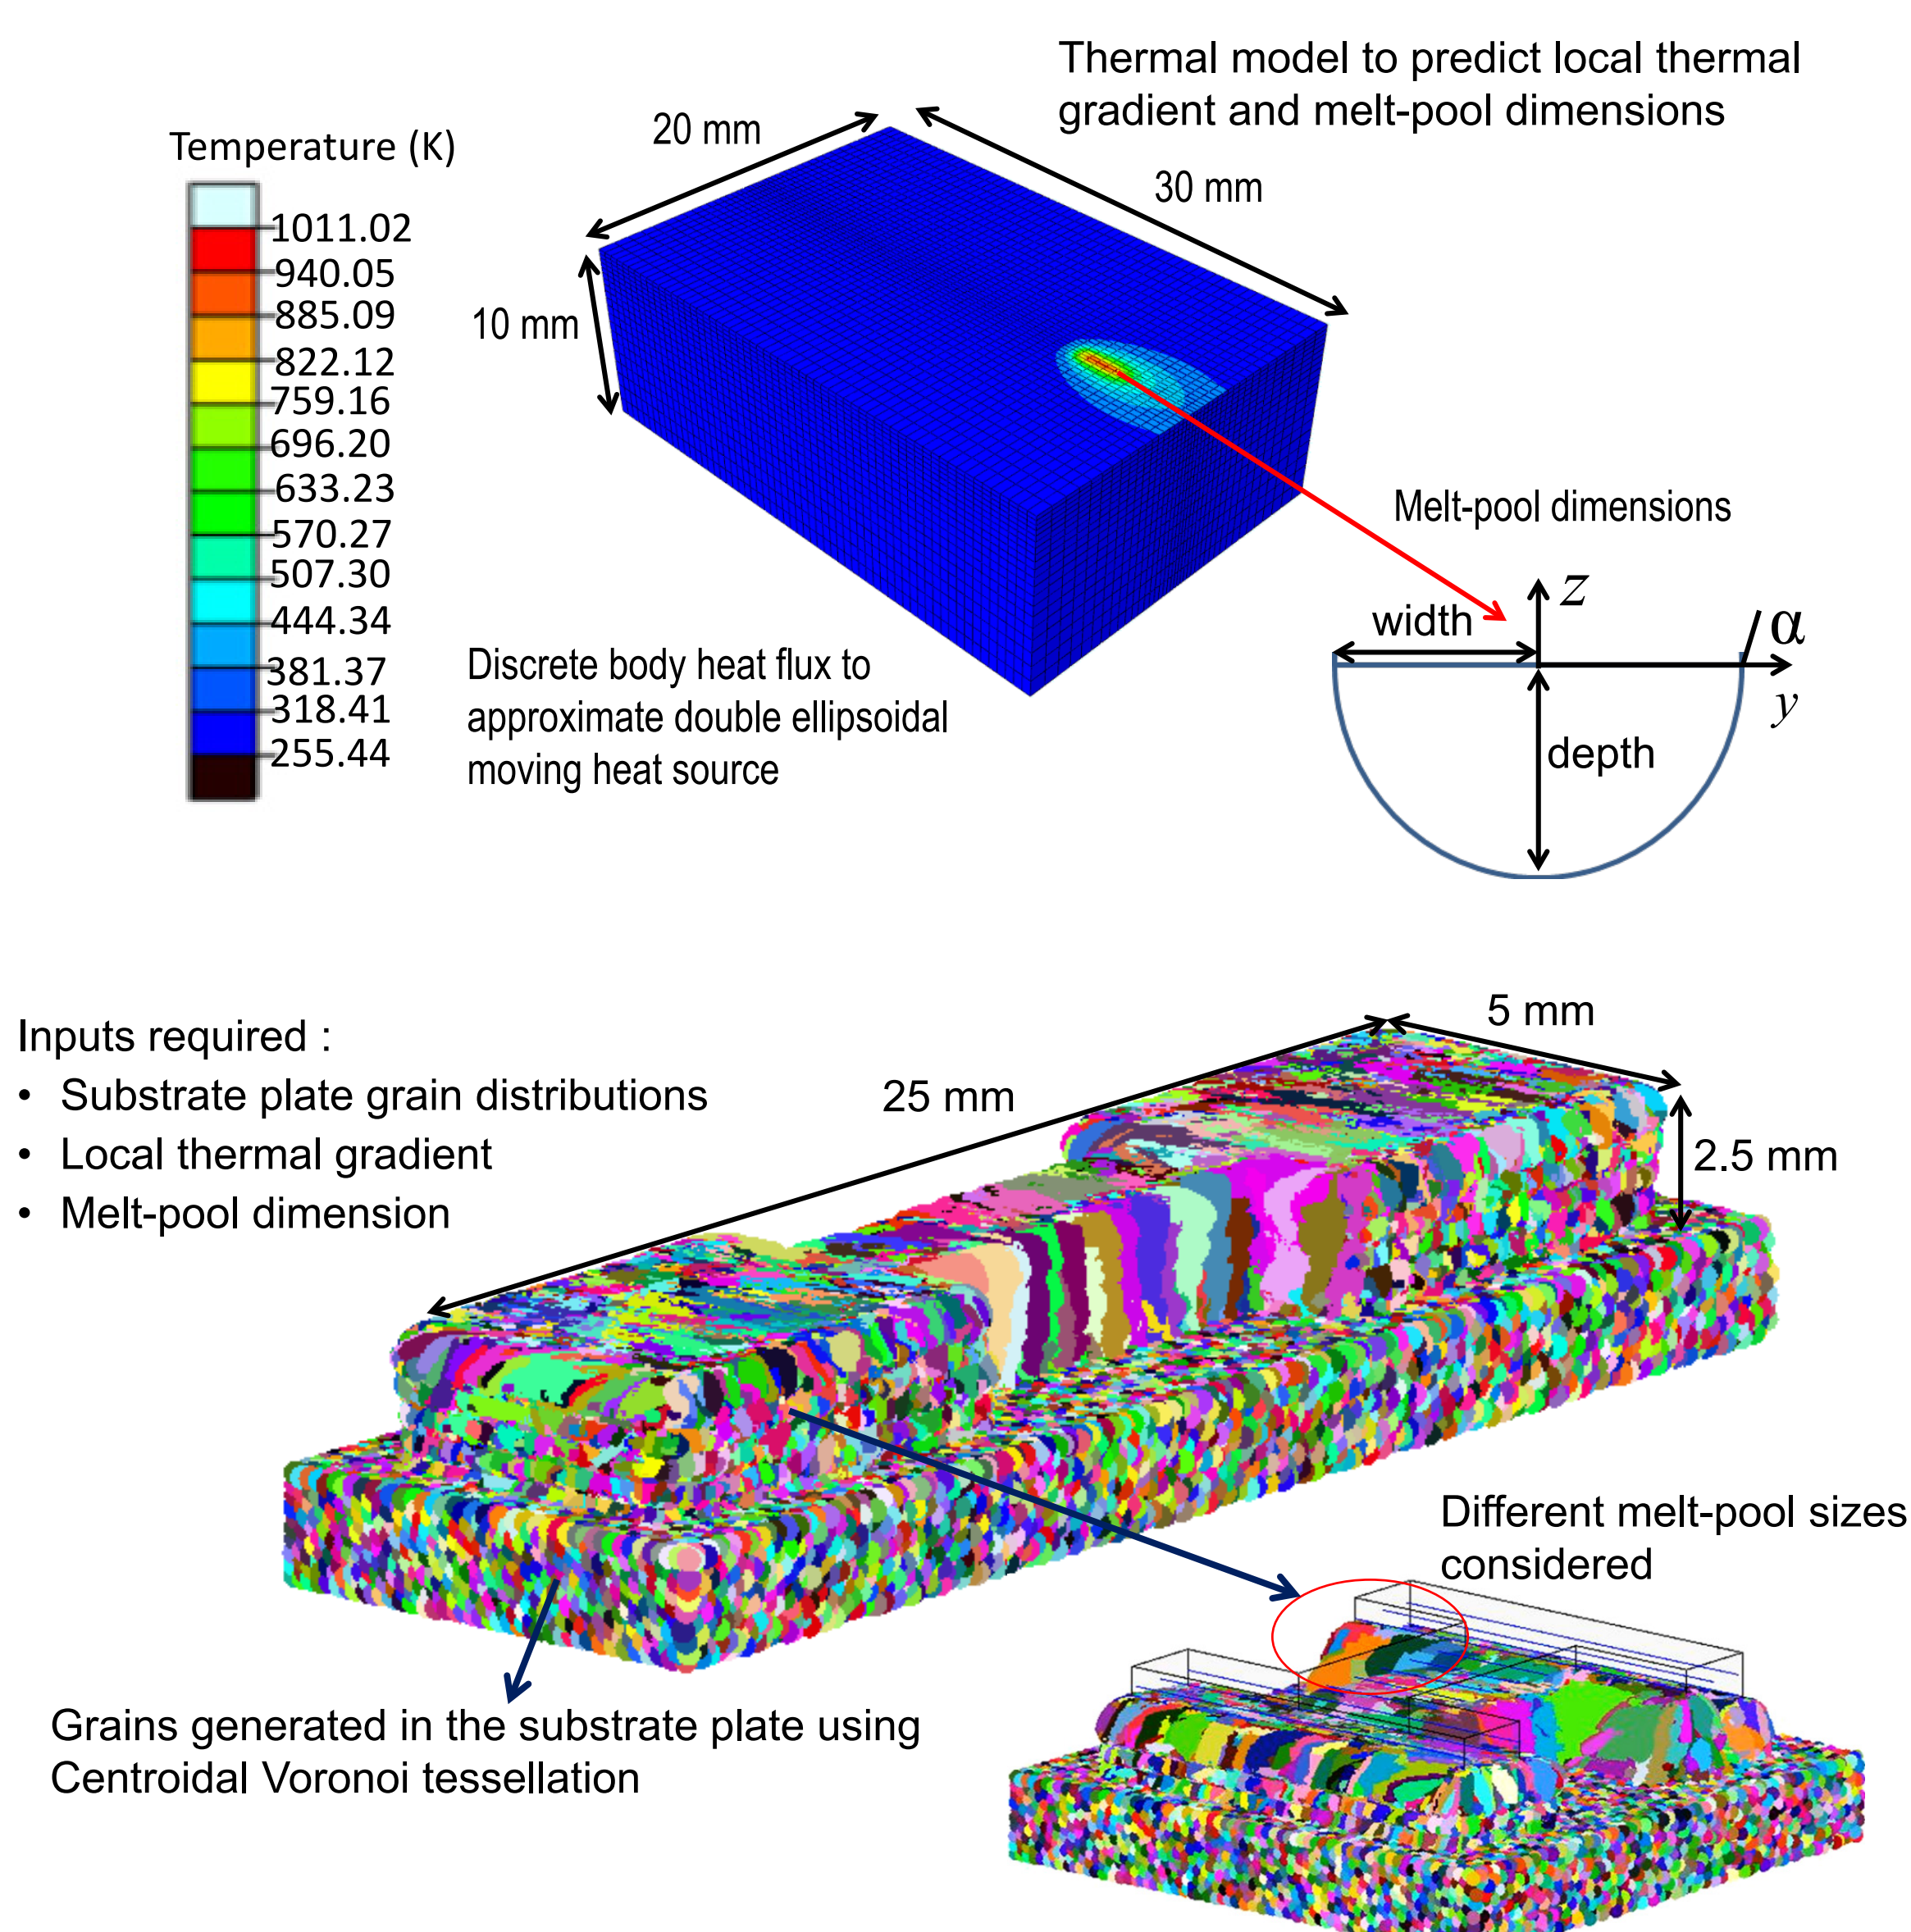 Thermal model to predict local thermal
gradient and melt-pool dimensions
20 mm
30 mm
10 mm
Temperature (K)
1011.02
940.05
885.09
822.12
759.16
696.20
633.23
570.27
507.30
444.34
381.37
318.41
255.44
Discrete body heat flux to
approximate double ellipsoidal
moving heat source
Melt-pool dimensions
z
width
α
y
depth
Inputs required :
• Substrate plate grain distributions
• Local thermal gradient
• Melt-pool dimension
5 mm
25 mm
2.5 mm
Different melt-pool sizes
considered
Grains generated in the substrate plate using
Centroidal Voronoi tessellation